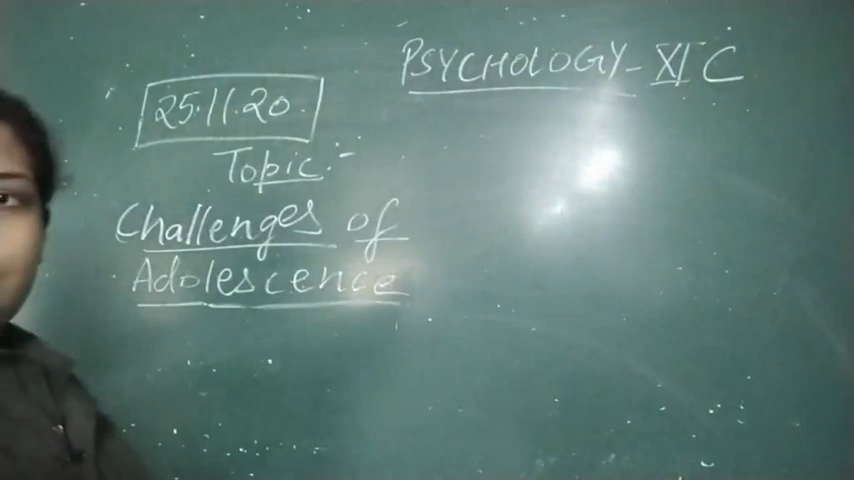 PSYCHOLOGY - XI C
25.11.20
Topic :-
Challenges of
Adolescence